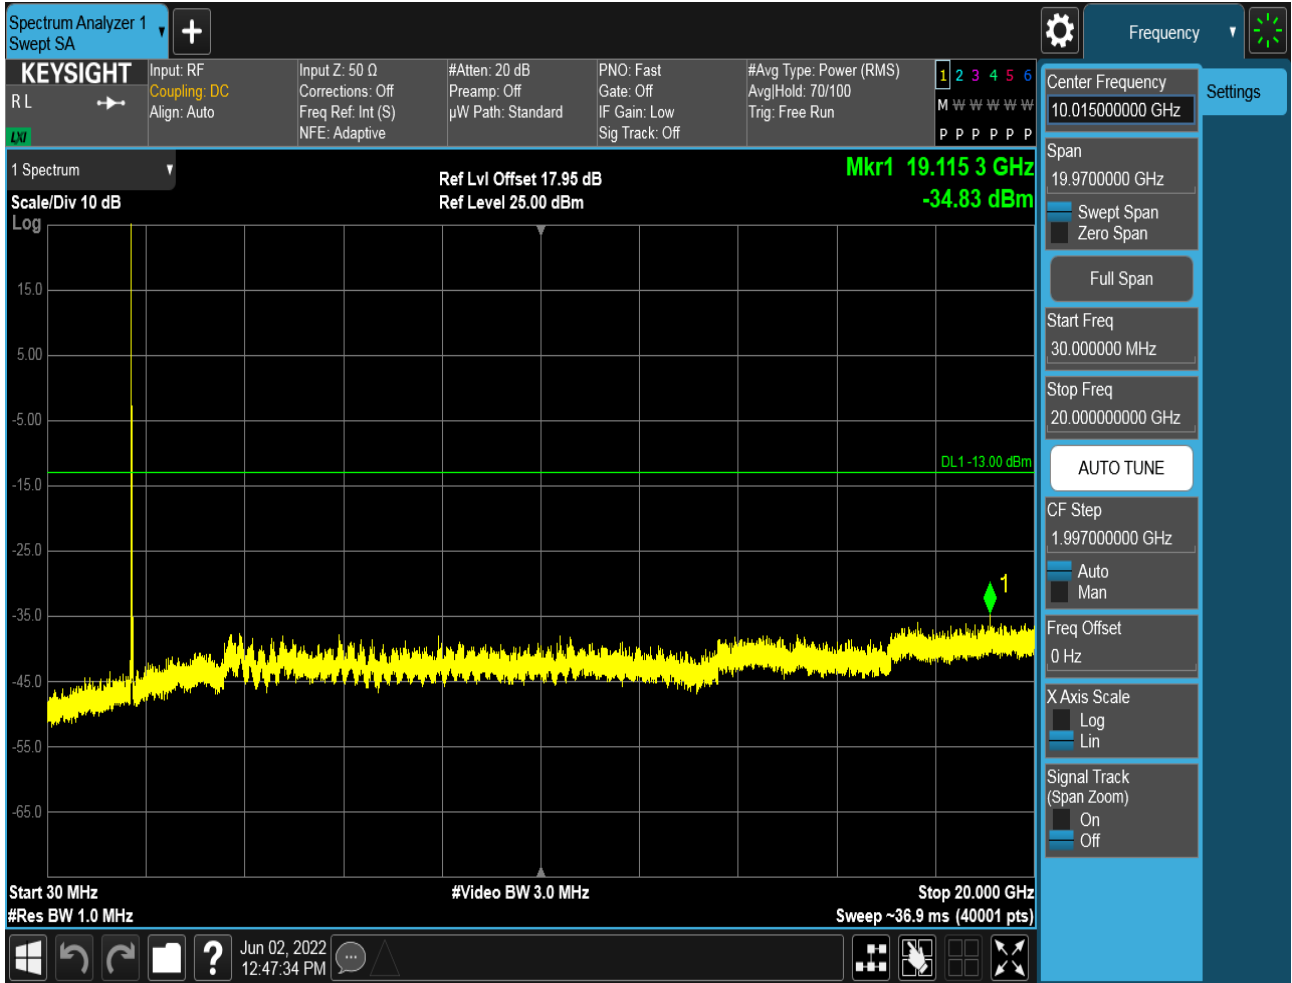 Spectrum Analyzer 1
Swept SA
Frequency
KEYSIGHT
R L
LXI
Input: RF
Coupling: DC
Align: Auto
Input Z: 50 Ω
Corrections: Off
Freq Ref: Int (S)
NFE: Adaptive
#Atten: 20 dB
Preamp: Off
µW Path: Standard
PNO: Fast
Gate: Off
IF Gain: Low
Sig Track: Off
#Avg Type: Power (RMS)
Avg|Hold: 70/100
Trig: Free Run
1 2 3 4 5 6
M W W W W W
P P P P P P
1 Spectrum
Scale/Div 10 dB
Log
Ref Lvl Offset 17.95 dB
Ref Level 25.00 dBm
Mkr1 19.115 3 GHz
-34.83 dBm
15.0
5.00
-5.00
DL1 -13.00 dBm
-15.0
-25.0
1
-35.0
-45.0
-55.0
-65.0
Start 30 MHz
#Res BW 1.0 MHz
#Video BW 3.0 MHz
Stop 20.000 GHz
Sweep ~36.9 ms (40001 pts)
Center Frequency
10.015000000 GHz
Settings
Span
19.9700000 GHz
Swept Span
Zero Span
Full Span
Start Freq
30.000000 MHz
Stop Freq
20.000000000 GHz
AUTO TUNE
CF Step
1.997000000 GHz
Auto
Man
Freq Offset
0 Hz
X Axis Scale
Log
Lin
Signal Track
(Span Zoom)
On
Off
?
Jun 02, 2022
12:47:34 PM